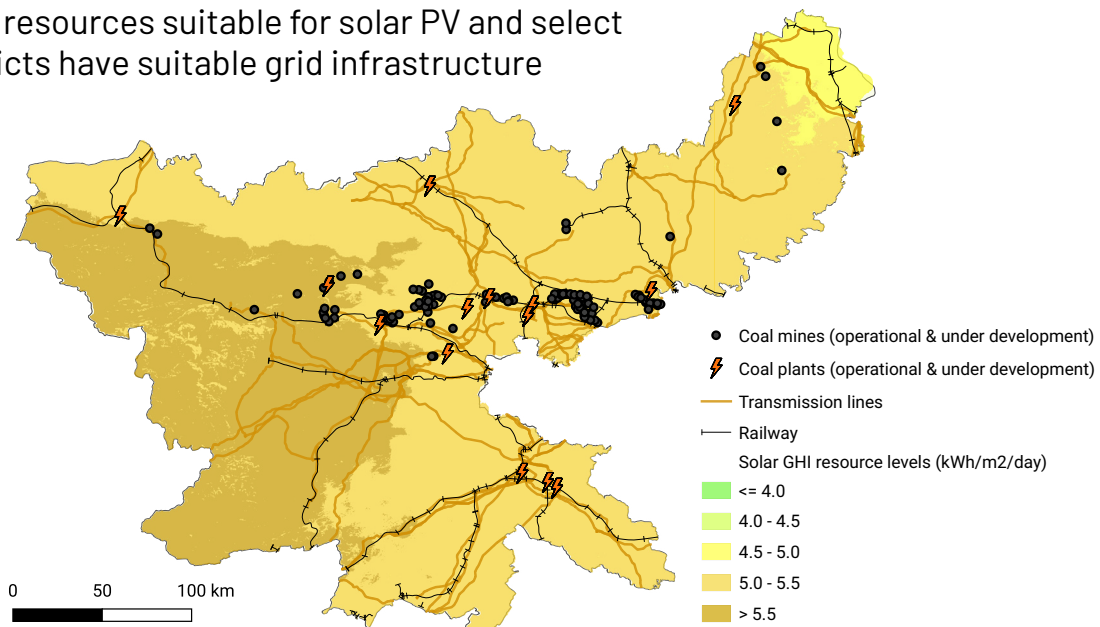 resources suitable for solar PV and select
icts have suitable grid infrastructure
Coal mines (operational & under development)
Coal plants (operational & under development)
Transmission lines
Railway
Solar GHI resource levels (kWh/m2/day)
<= 4.0
4.0 - 4.5
4.5 - 5.0
5.0 - 5.5
> 5.5
0 50 100 km